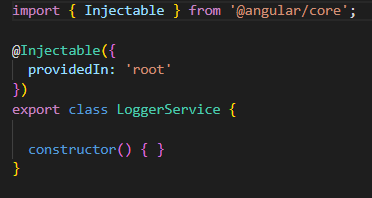 import { Injectable } from '@angular/core';
@Injectable({
  providedIn: 'root'
})
export class LoggerService {
  constructor() { }
}